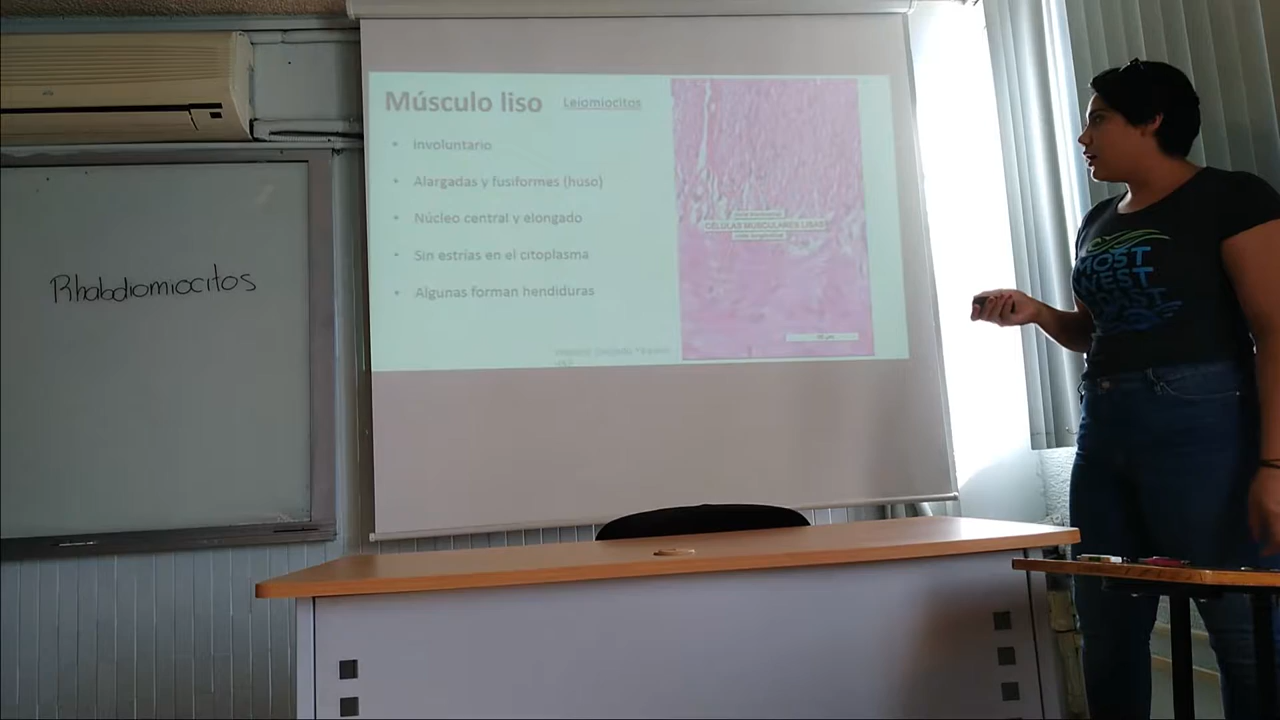 Rhabdiomiocitos
Músculo liso Leiomiocitos
• Involuntario
• Alargadas y fusiformes (huso)
• Núcleo central y elongado
• Sin estrías en el citoplasma
• Algunas forman hendiduras
CÉLULAS MUSCULARES LISAS
MOST
WEST
COAST